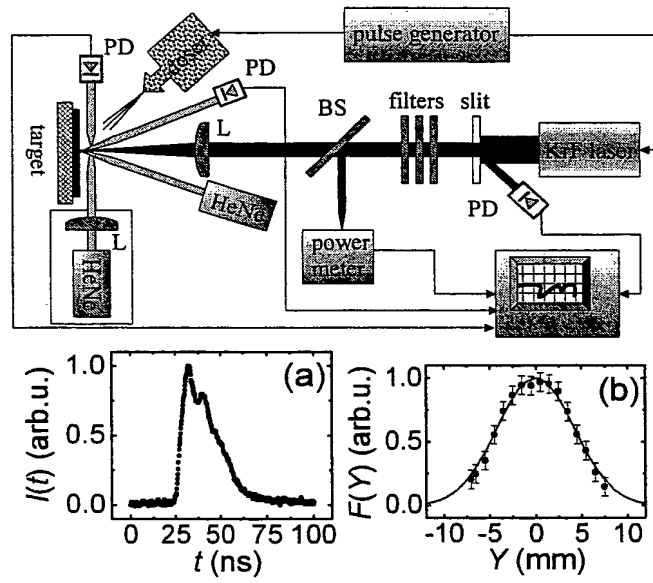 pulse generator
PD
PD
BS
filters
slit
L
target
KrF laser
HeNe
PD
L
power
meter
HeNe
(a)
I(t) (arb.u.)
1.0
0.5
0.0
0 25 50 75 100
t (ns)
(b)
F(Y) (arb.u.)
1.0
0.5
0.0
-10 -5 0 5 10
Y (mm)